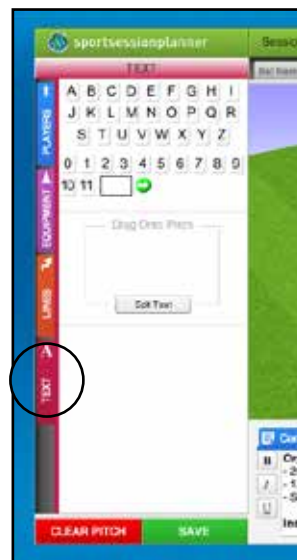 sportsessionplanner
TEXT
A B C D E F G H I
J K L M N O P Q R
S T U V W X Y Z
0 1 2 3 4 5 6 7 8 9
10 11
Drag Onto Pitch
Edit Text
PLAYERS
EQUIPMENT
LINES
A
TEXT
CLEAR PITCH
SAVE
B
I
U